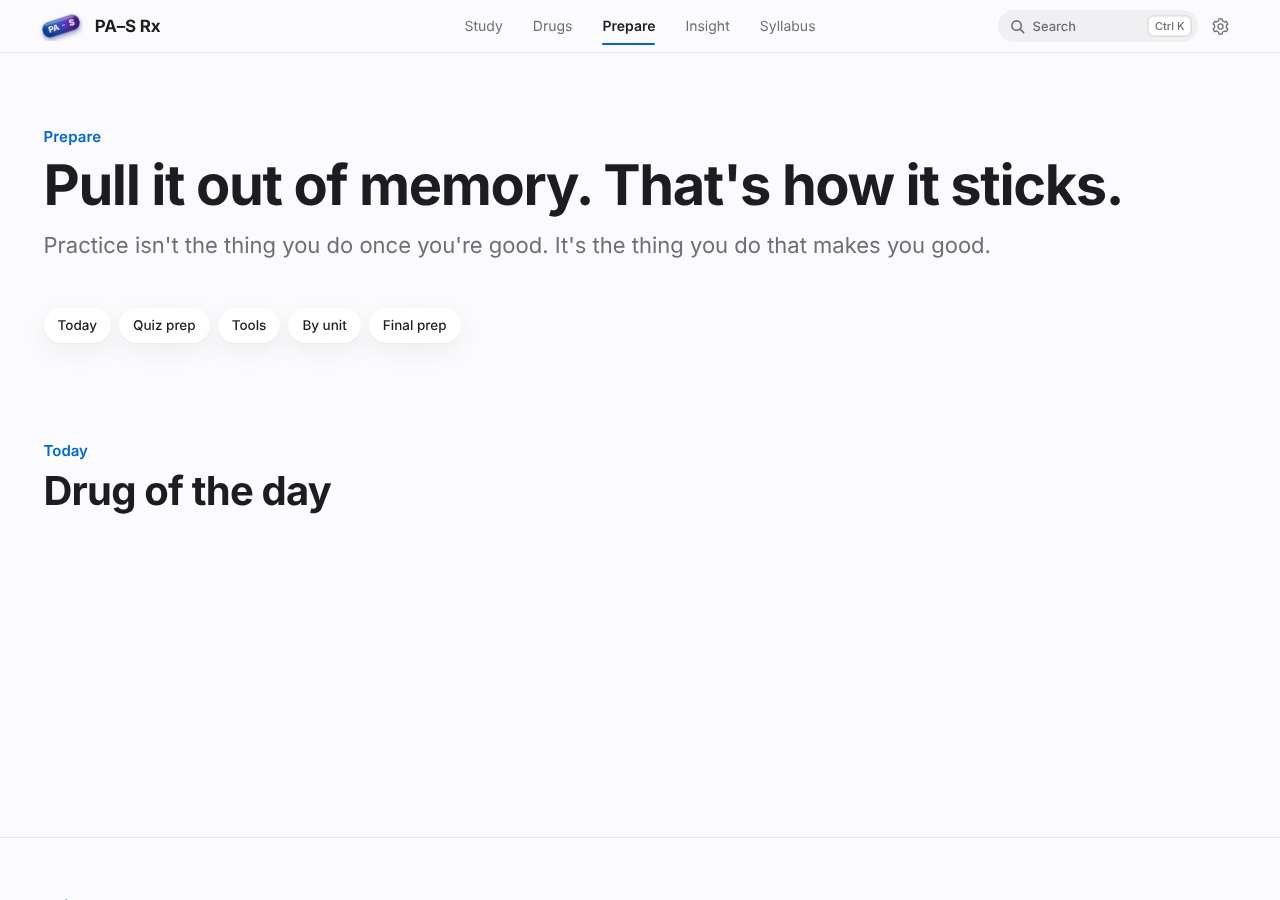 PA - S PA–S Rx Study Drugs Prepare Insight Syllabus Search Ctrl K
Prepare
Pull it out of memory. That's how it sticks.
Practice isn't the thing you do once you're good. It's the thing you do that makes you good.
Today Quiz prep Tools By unit Final prep
Today
Drug of the day